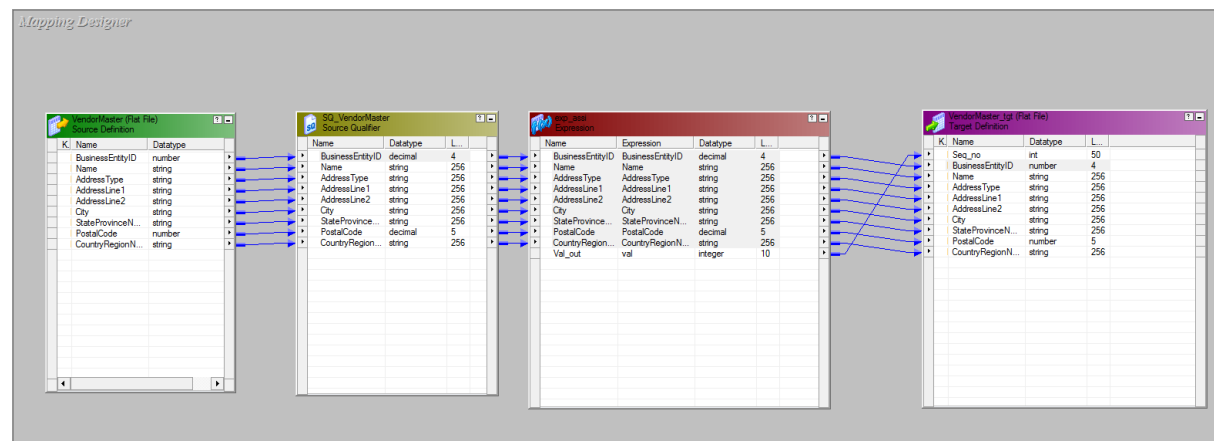 Mapping Designer
VendorMaster (Flat File)
Source Definition
K. Name Datatype
BusinessEntityID number
Name string
AddressType string
AddressLine1 string
AddressLine2 string
City string
StateProvinceN... string
PostalCode number
CountryRegionN... string
SQ_VendorMaster
Source Qualifier
Name Datatype L...
BusinessEntityID decimal 4
Name string 256
AddressType string 256
AddressLine1 string 256
AddressLine2 string 256
City string 256
StateProvince... string 256
PostalCode decimal 5
CountryRegion... string 256
exp_assi
Expression
Name Expression Datatype L...
BusinessEntityID BusinessEntityID decimal 4
Name Name string 256
AddressType AddressType string 256
AddressLine1 AddressLine1 string 256
AddressLine2 AddressLine2 string 256
City City string 256
StateProvince... StateProvince... string 256
PostalCode PostalCode decimal 5
CountryRegion... CountryRegionN... string 256
Val_out val integer 10
VendorMaster_tgt (Flat File)
Target Definition
K Name Datatype L...
Seq_no int 50
BusinessEntityID number 4
Name string 256
AddressType string 256
AddressLine1 string 256
AddressLine2 string 256
City string 256
StateProvinceN... string 256
PostalCode number 5
CountryRegionN... string 256